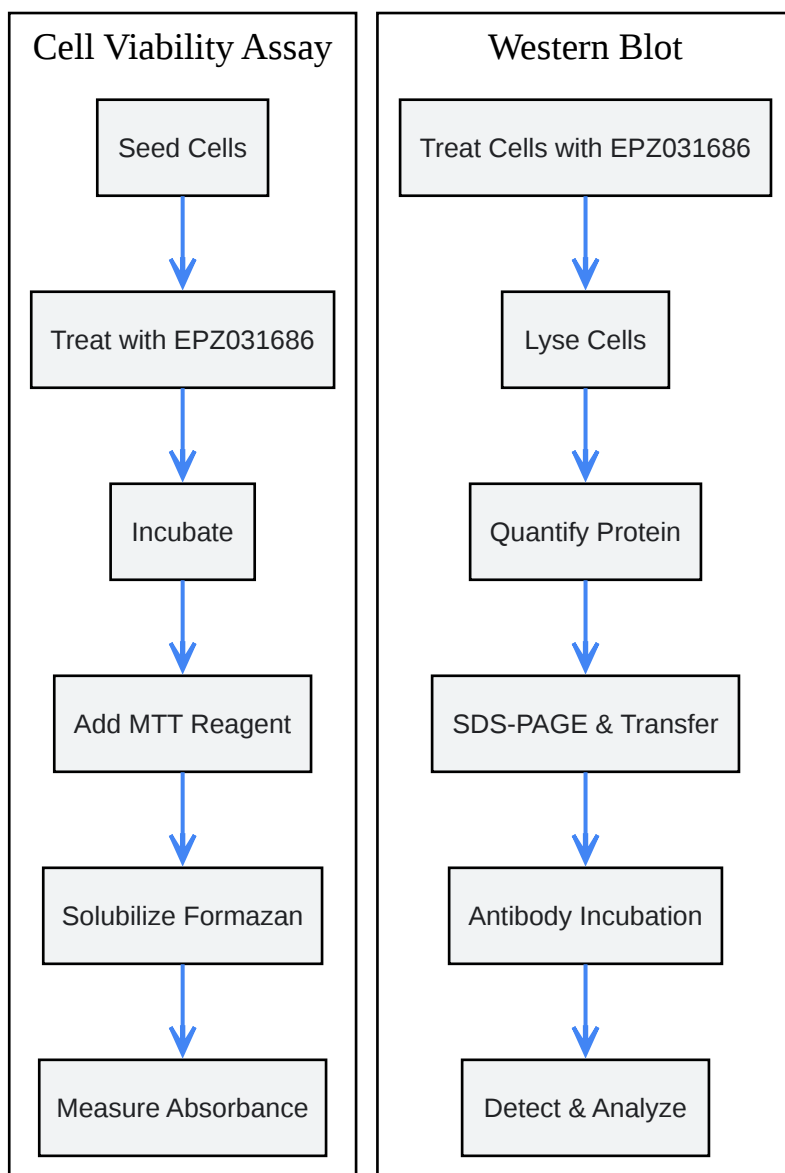 Cell Viability Assay
Seed Cells
Treat with EPZ031686
Incubate
Add MTT Reagent
Solubilize Formazan
Measure Absorbance
Western Blot
Treat Cells with EPZ031686
Lyse Cells
Quantify Protein
SDS-PAGE & Transfer
Antibody Incubation
Detect & Analyze